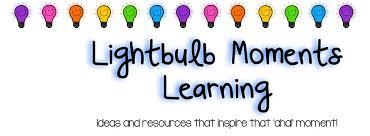 Lightbulb Moments
Learning
Ideas and resources that inspire that 'aha!' moment!